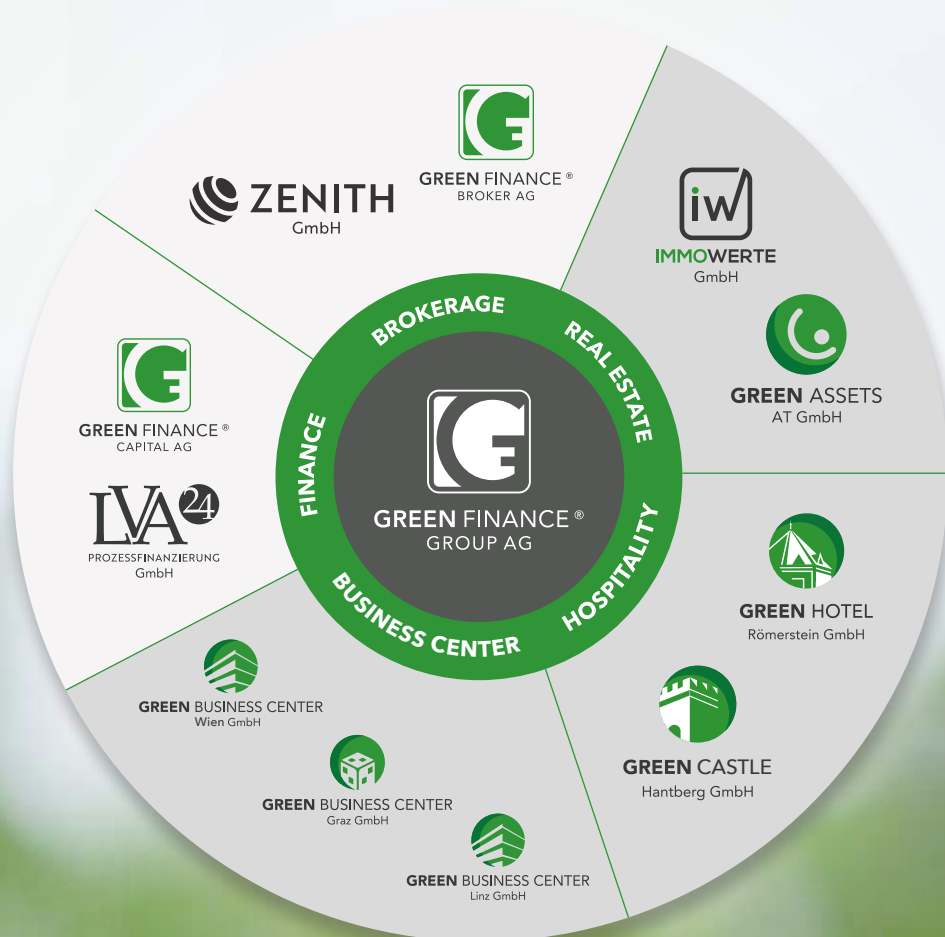 ZENITH
GmbH
GREEN FINANCE®
BROKER AG
iw
IMMOWERTE
GmbH
GREEN ASSETS
AT GmbH
GREEN HOTEL
Römerstein GmbH
GREEN CASTLE
Hantberg GmbH
GREEN BUSINESS CENTER
Linz GmbH
GREEN BUSINESS CENTER
Graz GmbH
GREEN BUSINESS CENTER
Wien GmbH
LVA24
PROZESSFINANZIERUNG
GmbH
GREEN FINANCE®
CAPITAL AG
BROKERAGE
REAL ESTATE
HOSPITALITY
BUSINESS CENTER
FINANCE
GREEN FINANCE®
GROUP AG